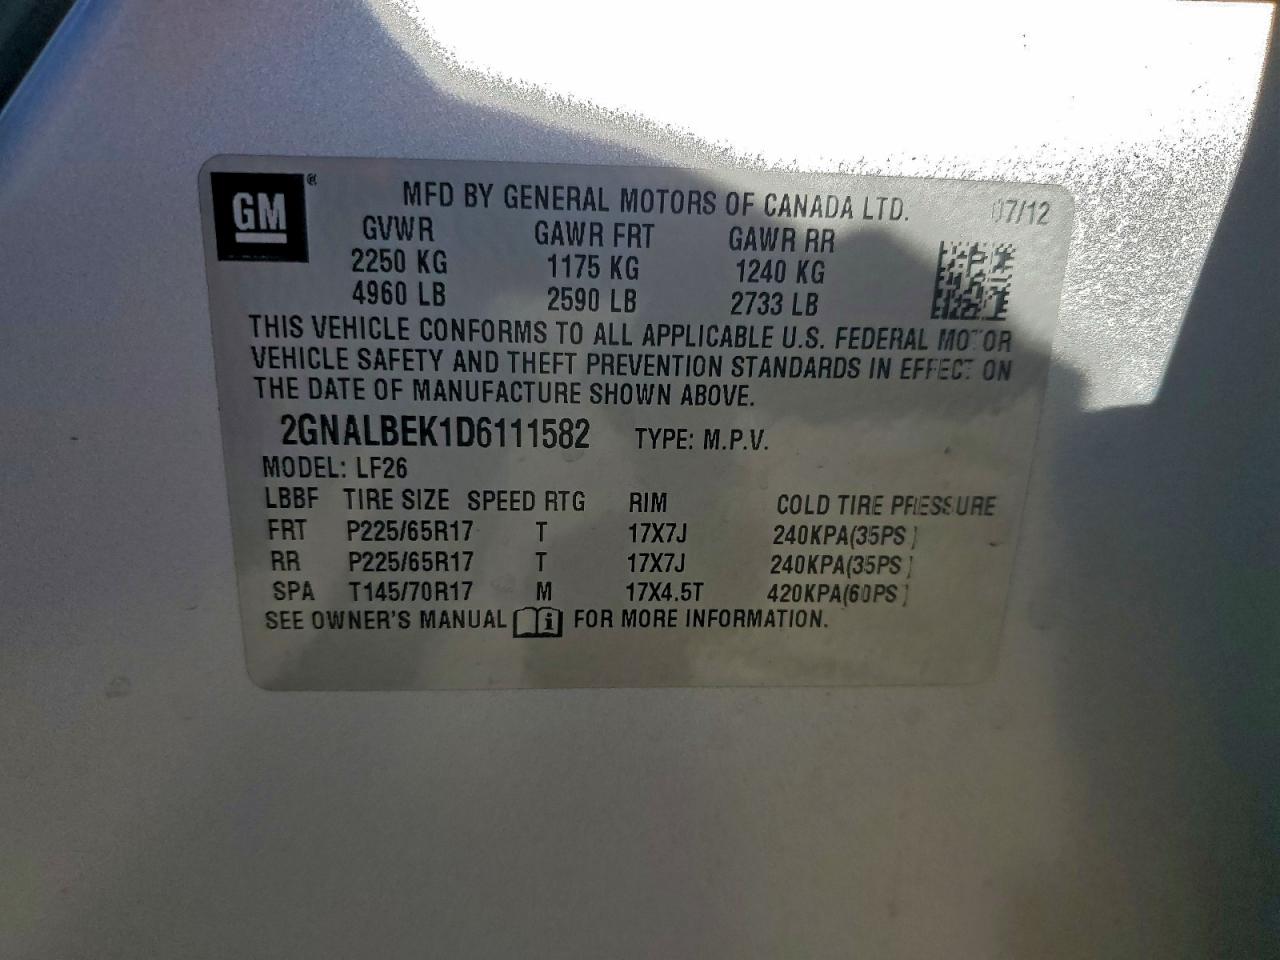 GM ® MFD BY GENERAL MOTORS OF CANADA LTD. 07/12
GVWR GAWR FRT GAWR RR
2250 KG 1175 KG 1240 KG
4960 LB 2590 LB 2733 LB
THIS VEHICLE CONFORMS TO ALL APPLICABLE U.S. FEDERAL MOTOR
VEHICLE SAFETY AND THEFT PREVENTION STANDARDS IN EFFECT ON
THE DATE OF MANUFACTURE SHOWN ABOVE.
2GNALBEK1D6111582 TYPE: M.P.V.
MODEL: LF26
LBBF TIRE SIZE SPEED RTG RIM COLD TIRE PRESSURE
FRT P225/65R17 T 17X7J 240KPA(35PSI)
RR P225/65R17 T 17X7J 240KPA(35PSI)
SPA T145/70R17 M 17X4.5T 420KPA(60PSI)
SEE OWNER'S MANUAL i FOR MORE INFORMATION.